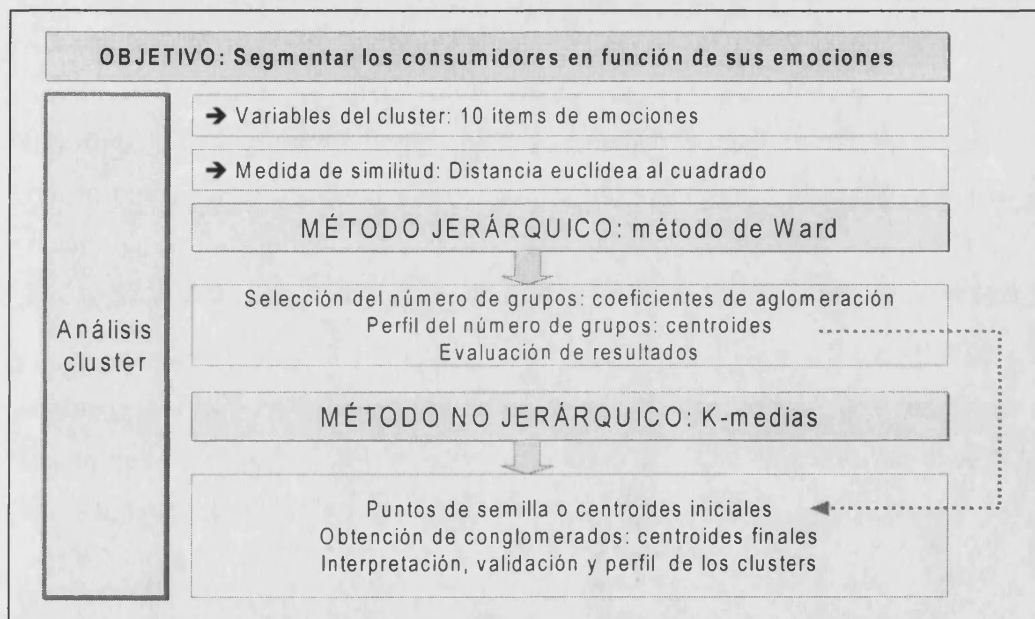 OBJETIVO: Segmentar los consumidores en función de sus emociones
Análisis
cluster
➔ Variables del cluster: 10 items de emociones
➔ Medida de similitud: Distancia euclídea al cuadrado
MÉTODO JERÁRQUICO: método de Ward
Selección del número de grupos: coeficientes de aglomeración
Perfil del número de grupos: centroides
Evaluación de resultados
MÉTODO NO JERÁRQUICO: K-medias
Puntos de semilla o centroides iniciales
Obtención de conglomerados: centroides finales
Interpretación, validación y perfil de los clusters